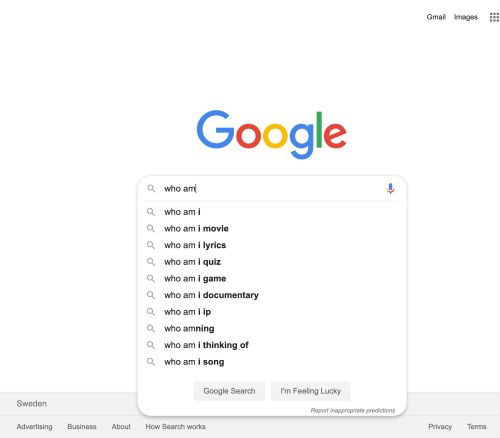 Gmail Images
Google
who am
who am i
who am i movie
who am i lyrics
who am i quiz
who am i game
who am i documentary
who am i ip
who amning
who am i thinking of
who am i song
Google Search I'm Feeling Lucky
Report inappropriate predictions
Sweden
Advertising Business About How Search works Privacy Terms